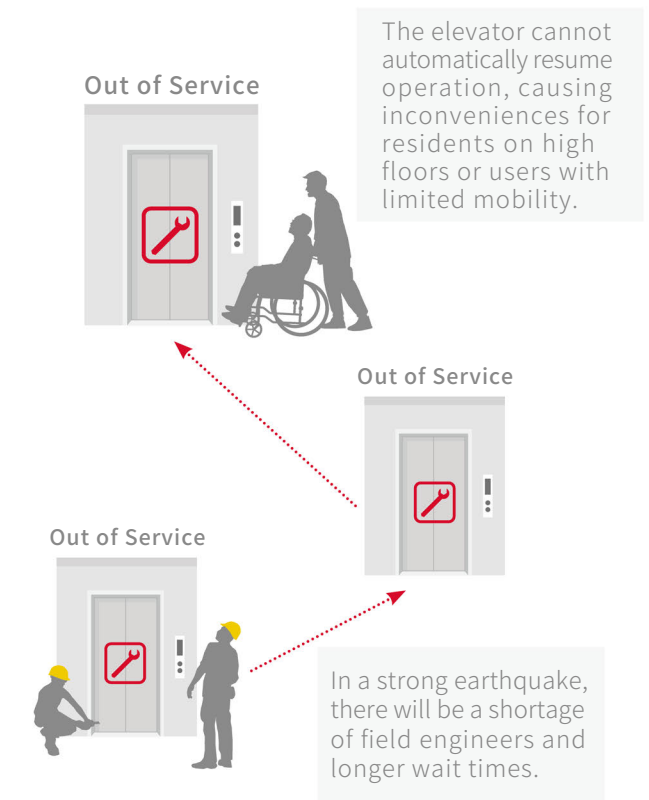 The elevator cannot
automatically resume
operation, causing
inconveniences for
residents on high
floors or users with
limited mobility.
Out of Service
Out of Service
Out of Service
In a strong earthquake,
there will be a shortage
of field engineers and
longer wait times.